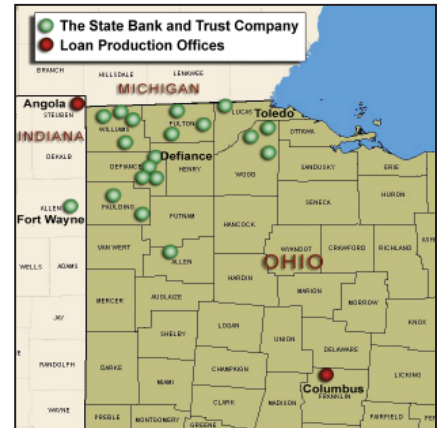 The State Bank and Trust Company
Loan Production Offices
BRANCH
HILLSDALE
LENAWEE
MICHIGAN
Angola
STEUBEN
INDIANA
WILLIAMS
FULTON
LUCAS
Toledo
OTTAWA
DEKALB
DEFIANCE
Defiance
HENRY
WOOD
SANDUSKY
ERIE
ALLEN
Fort Wayne
PAULDING
PUTNAM
SENECA
HURON
HANCOCK
VAN WERT
ALLEN
WYANDOT
CRAWFORD
RICHLAND
ASH
OHIO
WELLS
ADAMS
HARDIN
MARION
MORROW
MERCER
AUGLAIZE
KNOX
JAY
SHELBY
LOGAN
UNION
DELAWARE
RANDOLPH
DARKE
CHAMPAIGN
LICKING
MIAMI
Columbus
FRANKLIN
WAYNE
CLARK
MADISON
PREBLE
MONTGOMERY
GREENE
FAIRFIELD